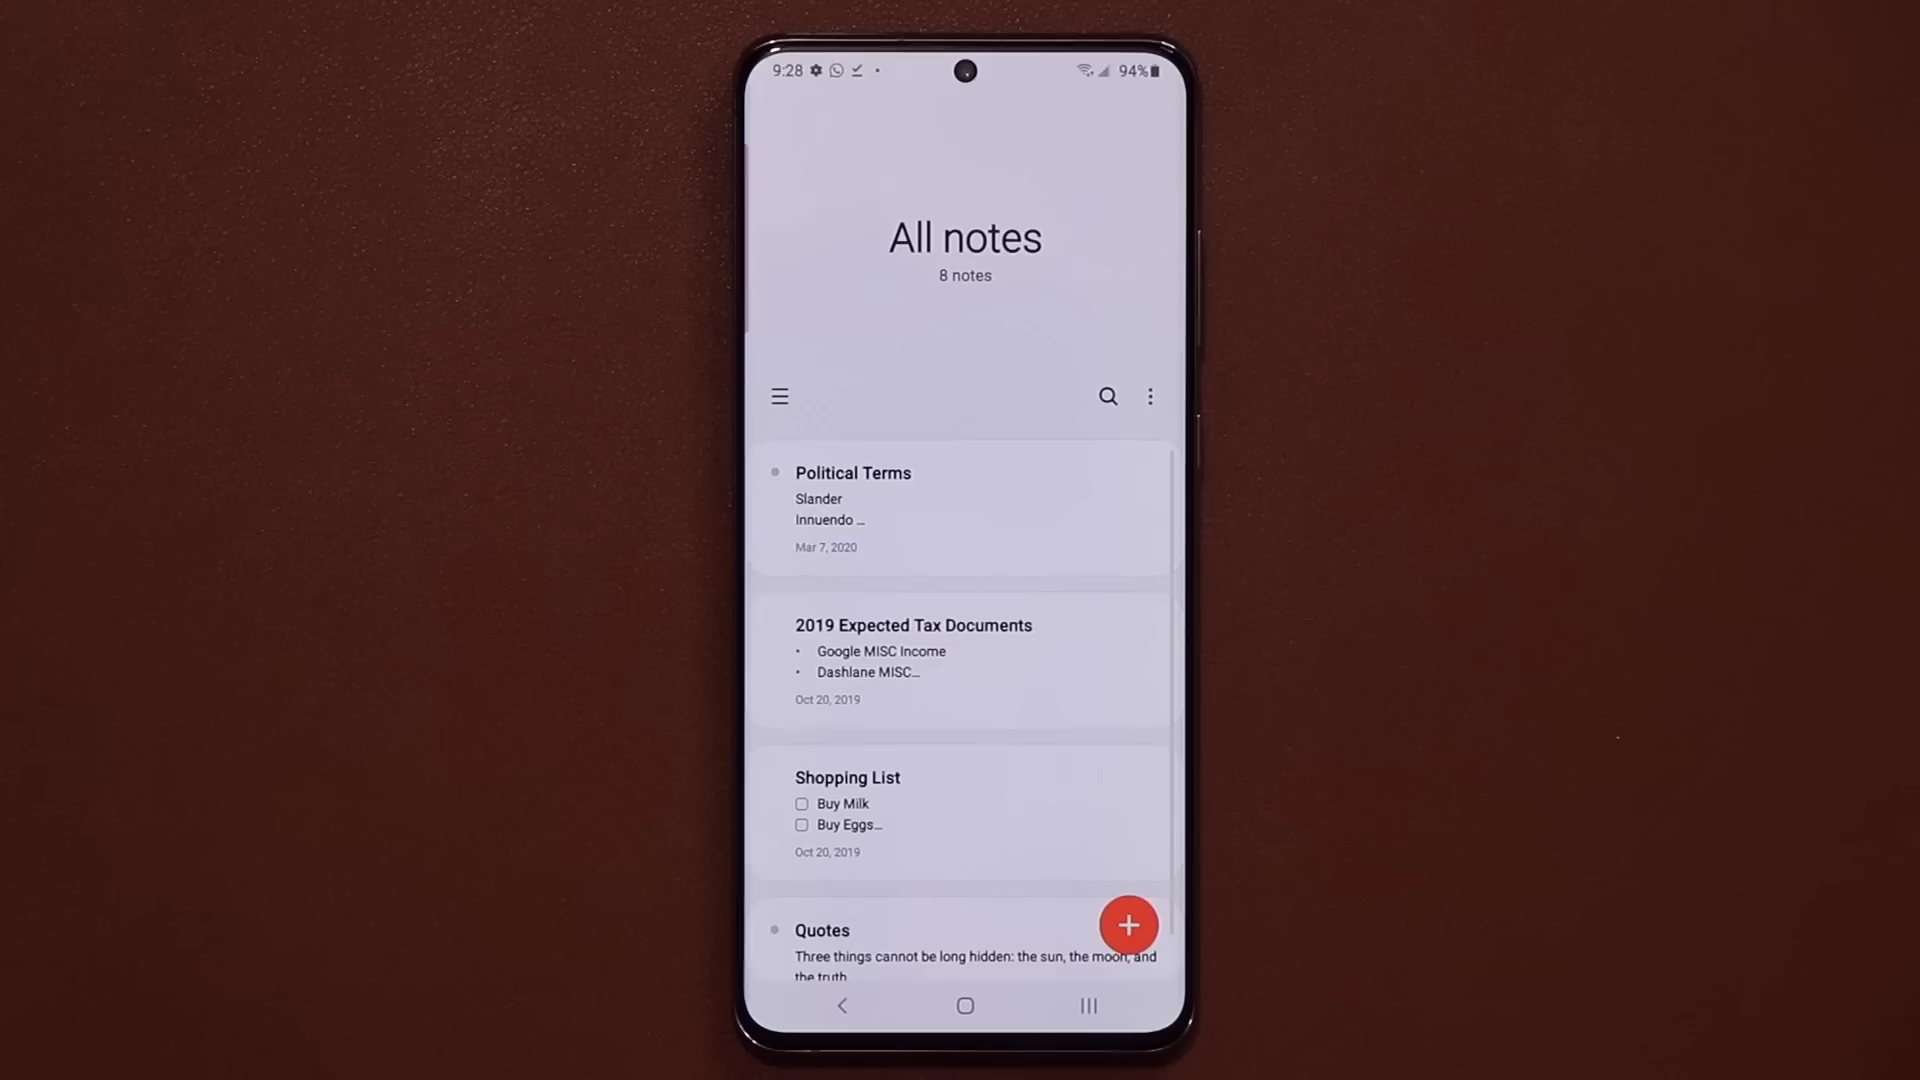 9:28
94%
All notes
8 notes
Political Terms
Slander
Innuendo ...
Mar 7, 2020
2019 Expected Tax Documents
• Google MISC Income
• Dashlane MISC...
Oct 20, 2019
Shopping List
Buy Milk
Buy Eggs...
Oct 20, 2019
Quotes
Three things cannot be long hidden: the sun, the moon, and
the truth